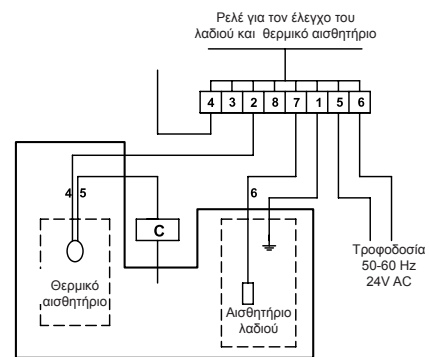 Ρελέ για τον έλεγχο του
λαδιού και θερμικό αισθητήριο
4 3 2 8 7 1 5 6
4 5
6
C
Θερμικό
αισθητήριο
Αισθητήριο
λαδιού
Τροφοδοσία
50-60 Hz
24V AC